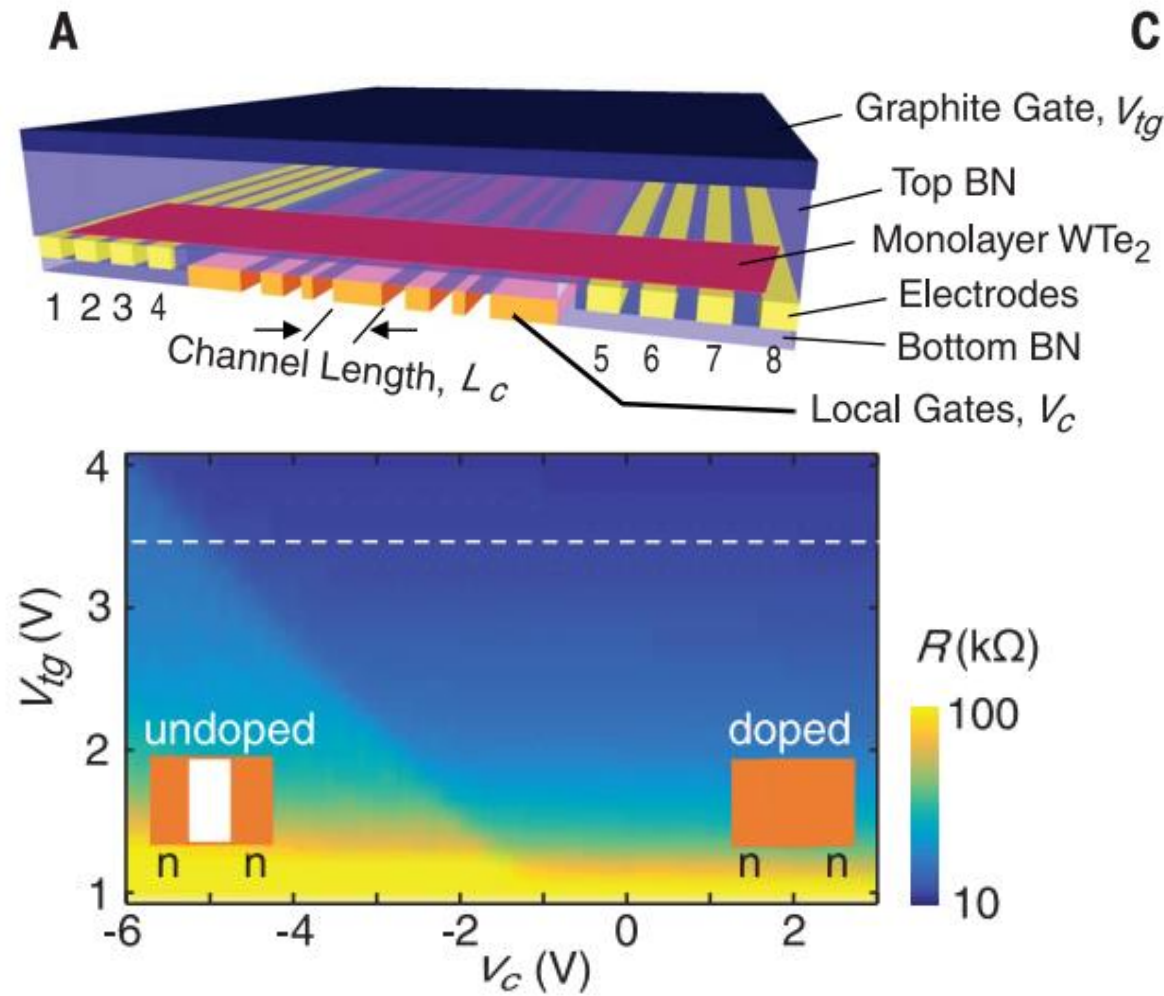 A
C
Graphite Gate, Vtg
Top BN
Monolayer WTe2
Electrodes
Bottom BN
1 2 3 4
5 6 7 8
Channel Length, Lc
Local Gates, Vc
4
3
2
1
Vtg (V)
undoped
n n
doped
n n
R (kΩ)
100
10
-6 -4 -2 0 2
Vc (V)